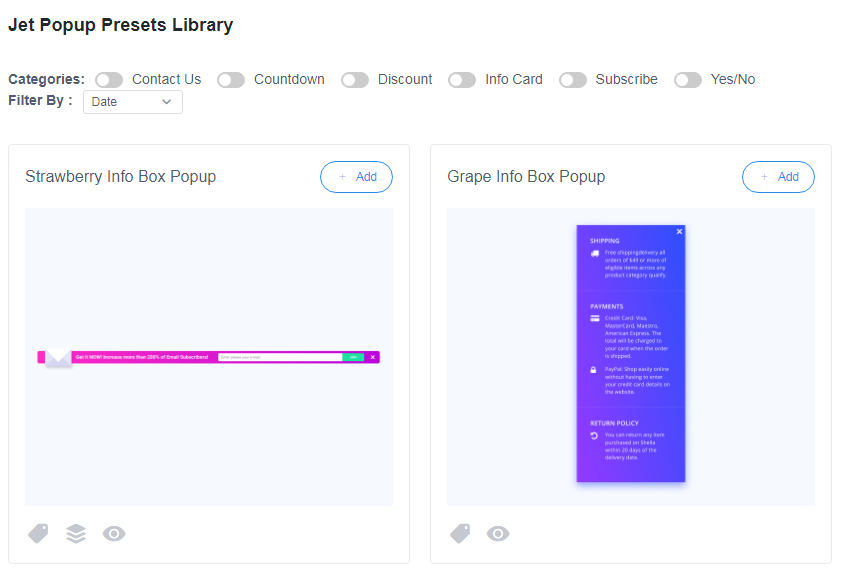 Jet Popup Presets Library
Categories: Contact Us Countdown Discount Info Card Subscribe Yes/No
Filter By : Date
Strawberry Info Box Popup
+ Add
Get it NOW! Increase more than 200% of Email Subscribers!
Grape Info Box Popup
+ Add
SHIPPING
Free shippingdelivery all
orders of $49 or more of
eligible items across any
product category qualify.
PAYMENTS
Credit Card: Visa,
MasterCard, Maestro,
American Express. The
total will be charged to
your card when the order
is shipped.
PayPal: Shop easily online
without having to enter
your credit card details on
the website.
RETURN POLICY
You can return any item
purchased on Shella
within 20 days of the
delivery date.